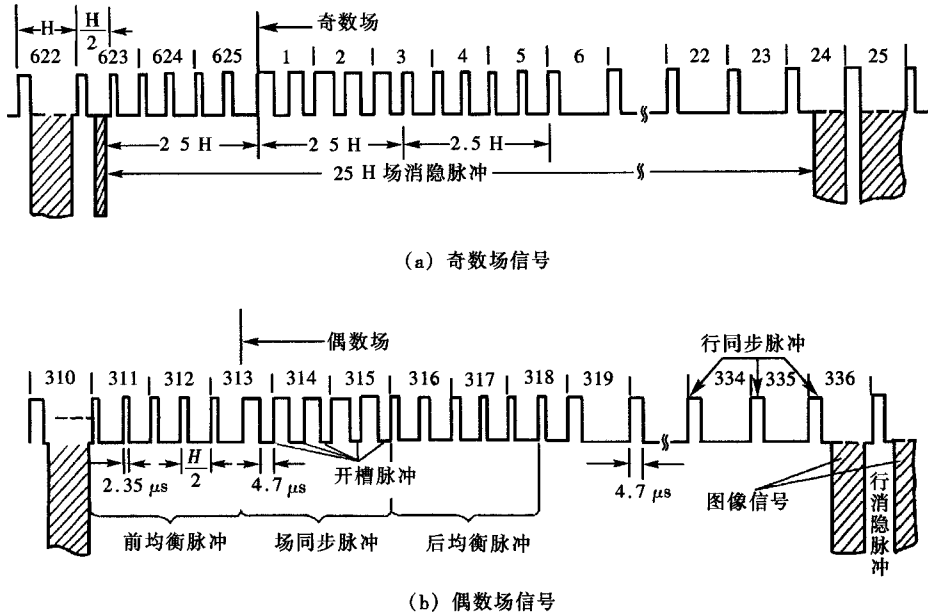 奇数场
H H/2
622 623 624 625 1 2 3 4 5 6 22 23 24 25
2 5 H 2 5 H 2.5 H
25 H 场消隐脉冲
(a) 奇数场信号
偶数场
行同步脉冲
310 311 312 313 314 315 316 317 318 319 334 335 336
2.35 μs H/2 4.7 μs 开槽脉冲 4.7 μs 图像信号
行消隐脉冲
前均衡脉冲 场同步脉冲 后均衡脉冲
(b) 偶数场信号